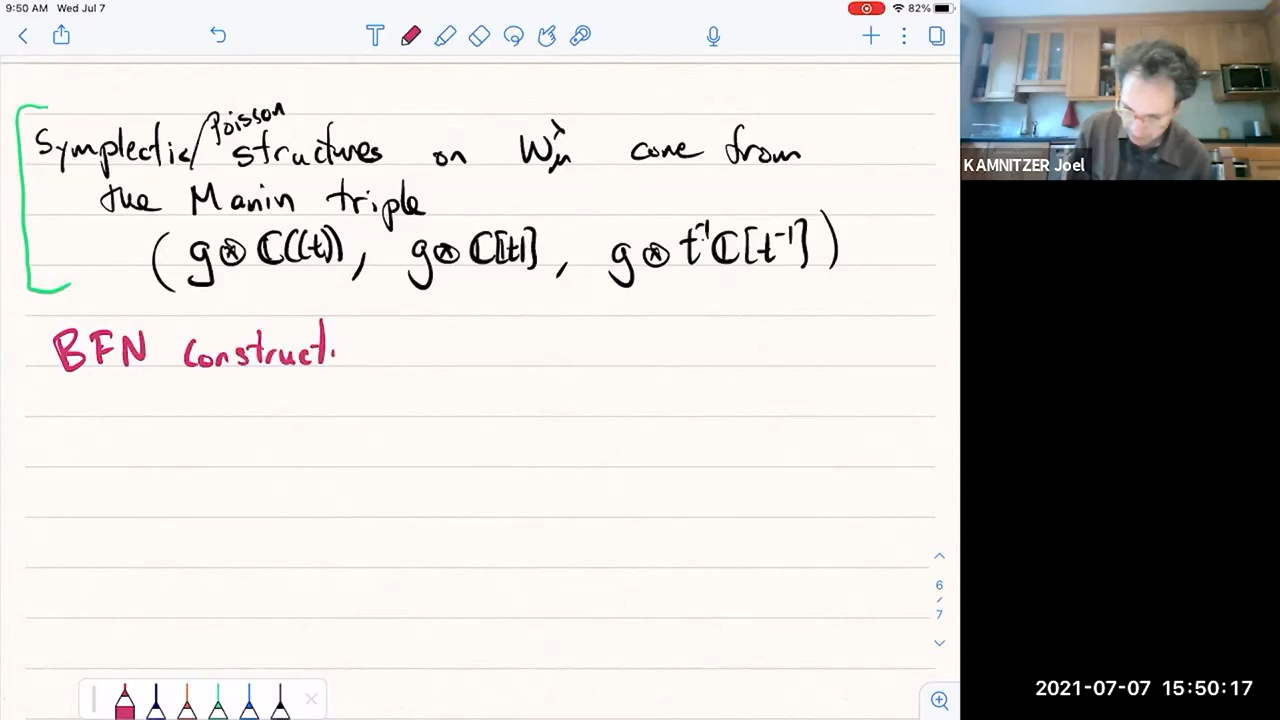 9:50 AM Wed Jul 7
82%
Poisson
Symplectic/ structures on W^λ_μ come from
the Manin triple
(g⊗ℂ((t)), g⊗ℂ[[t]], g⊗t⁻¹ℂ[t⁻¹])
BFN construct.
6
7
KAMNITZER Joel
2021-07-07 15:50:17